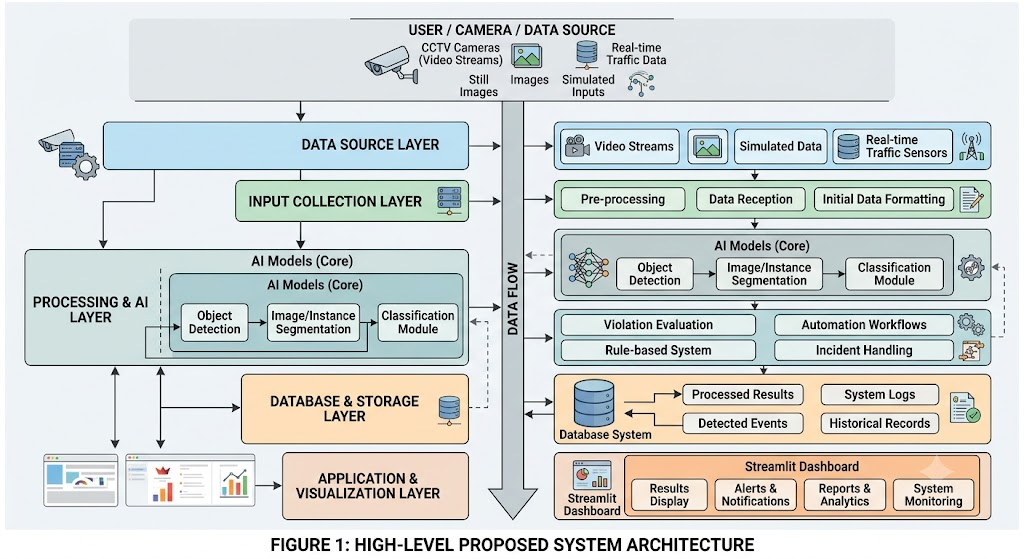 USER / CAMERA / DATA SOURCE
CCTV Cameras
(Video Streams)
Still
Images
Images
Real-time
Traffic Data
Simulated
Inputs
DATA SOURCE LAYER
INPUT COLLECTION LAYER
PROCESSING & AI
LAYER
AI Models (Core)
AI Models (Core)
Object
Detection
Image/Instance
Segmentation
Classification
Module
DATABASE & STORAGE
LAYER
APPLICATION &
VISUALIZATION LAYER
DATA FLOW
Video Streams
Simulated Data
Real-time
Traffic Sensors
Pre-processing
Data Reception
Initial Data Formatting
AI Models (Core)
Object
Detection
Image/Instance
Segmentation
Classification
Module
Violation Evaluation
Automation Workflows
Rule-based System
Incident Handling
Database System
Processed Results
System Logs
Detected Events
Historical Records
Streamlit
Dashboard
Streamlit Dashboard
Results
Display
Alerts &
Notifications
Reports &
Analytics
System
Monitoring
FIGURE 1: HIGH-LEVEL PROPOSED SYSTEM ARCHITECTURE